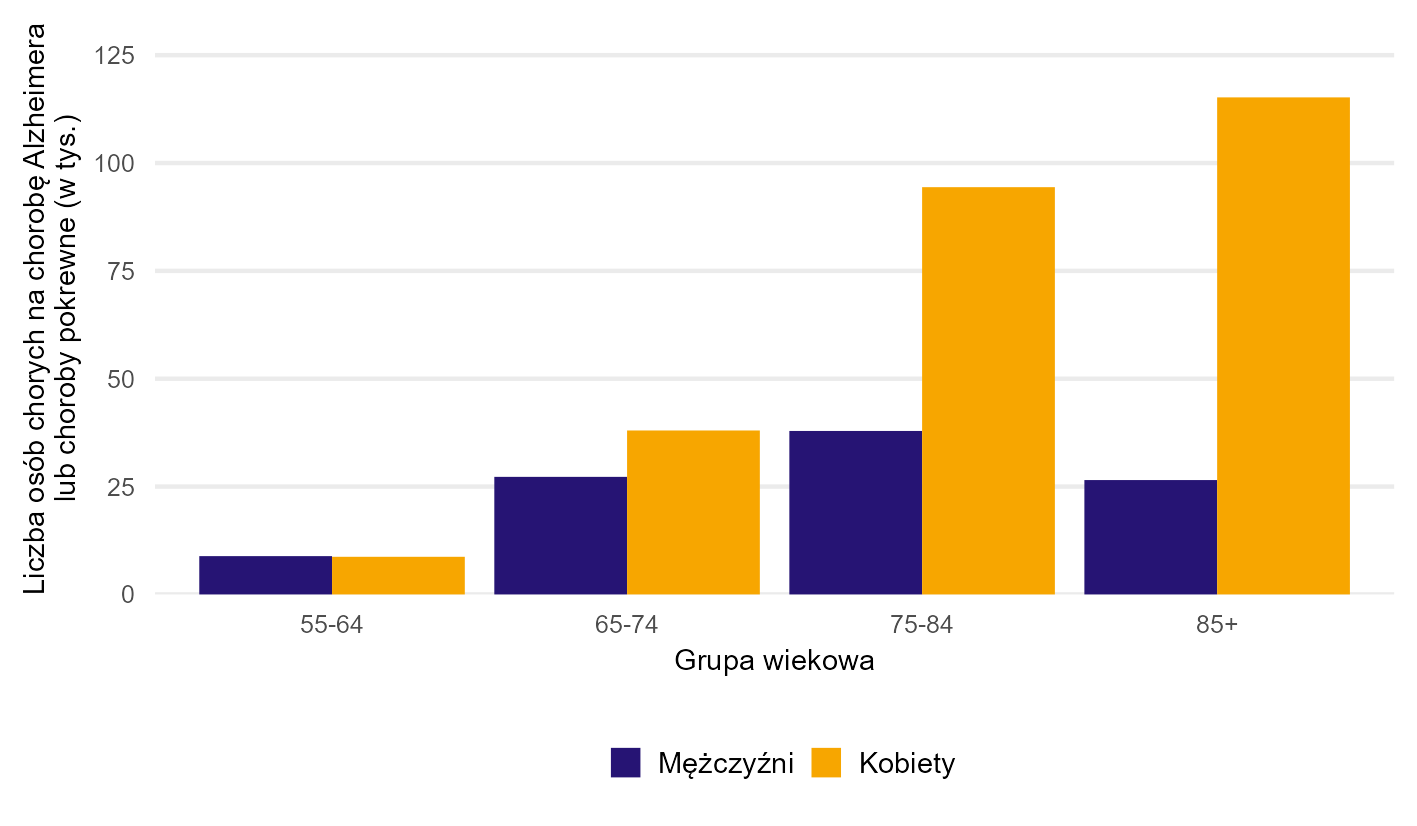 Liczba osób chorych na chorobę Alzheimera
lub choroby pokrewne (w tys.)
125
100
75
50
25
0
55-64
65-74
75-84
85+
Grupa wiekowa
Mężczyźni
Kobiety